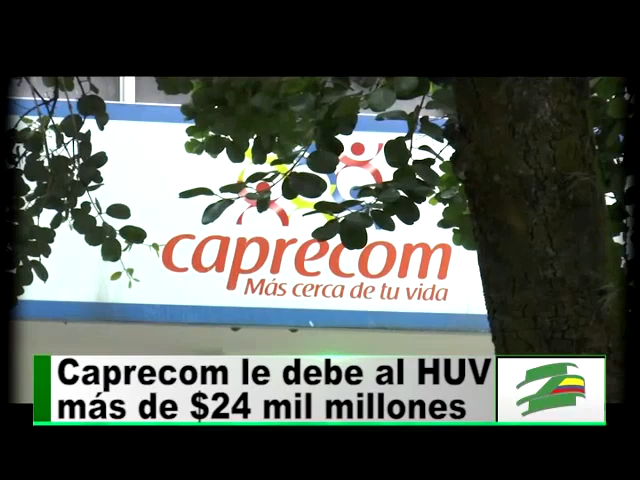 caprecom
Más cerca de tu vida
Caprecom le debe al HUV
más de $24 mil millones